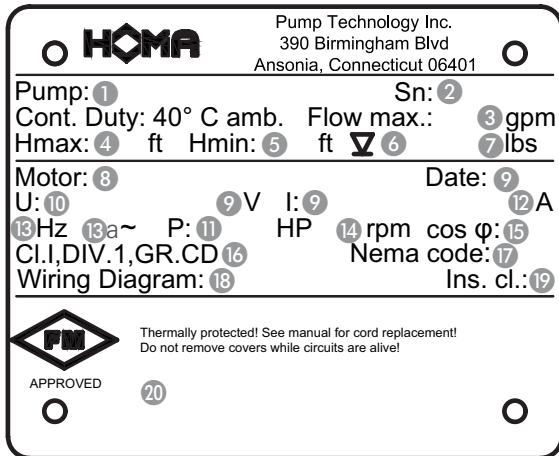 HOMA
Pump Technology Inc.
390 Birmingham Blvd
Ansonia, Connecticut 06401
Pump: 1 Sn: 2
Cont. Duty: 40° C amb. Flow max.: 3 gpm
Hmax: 4 ft Hmin: 5 ft 6 7 lbs
Motor: 8 Date: 9
U: 10 9 V I: 9 12 A
13 Hz 13 a~ P: 11 HP 14 rpm cos φ: 15
Cl.I,DIV.1,GR.CD 16 Nema code: 17
Wiring Diagram: 18 Ins. cl.: 19
FM
APPROVED
Thermally protected! See manual for cord replacement!
Do not remove covers while circuits are alive!
20